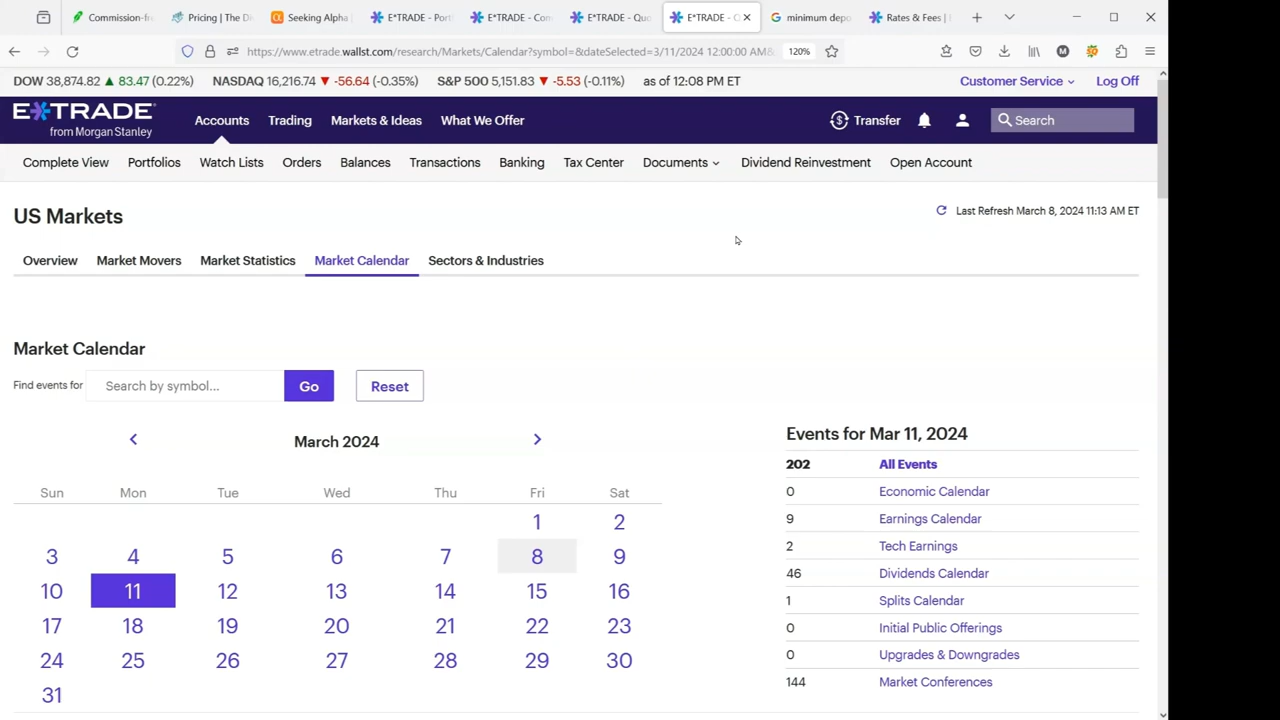 Commission-fr
Pricing | The Di
Seeking Alpha |
E*TRADE - Por
E*TRADE - Com
E*TRADE - Quo
E*TRADE - Q
minimum depo
Rates & Fees |
https://www.etrade.wallst.com/research/Markets/Calendar?symbol=&dateSelected=3/11/2024 12:00:00 AM&
120%
DOW 38,874.82 ▲ 83.47 (0.22%) NASDAQ 16,216.74 ▼ -56.64 (-0.35%) S&P 500 5,151.83 ▼ -5.53 (-0.11%) as of 12:08 PM ET
Customer Service
Log Off
E*TRADE
from Morgan Stanley
Accounts Trading Markets & Ideas What We Offer
Transfer
Search
Complete View Portfolios Watch Lists Orders Balances Transactions Banking Tax Center Documents Dividend Reinvestment Open Account
US Markets
Last Refresh March 8, 2024 11:13 AM ET
Overview Market Movers Market Statistics Market Calendar Sectors & Industries
Market Calendar
Find events for Search by symbol... Go Reset
March 2024
Sun Mon Tue Wed Thu Fri Sat
1 2
3 4 5 6 7 8 9
10 11 12 13 14 15 16
17 18 19 20 21 22 23
24 25 26 27 28 29 30
31
Events for Mar 11, 2024
202 All Events
0 Economic Calendar
9 Earnings Calendar
2 Tech Earnings
46 Dividends Calendar
1 Splits Calendar
0 Initial Public Offerings
0 Upgrades & Downgrades
144 Market Conferences